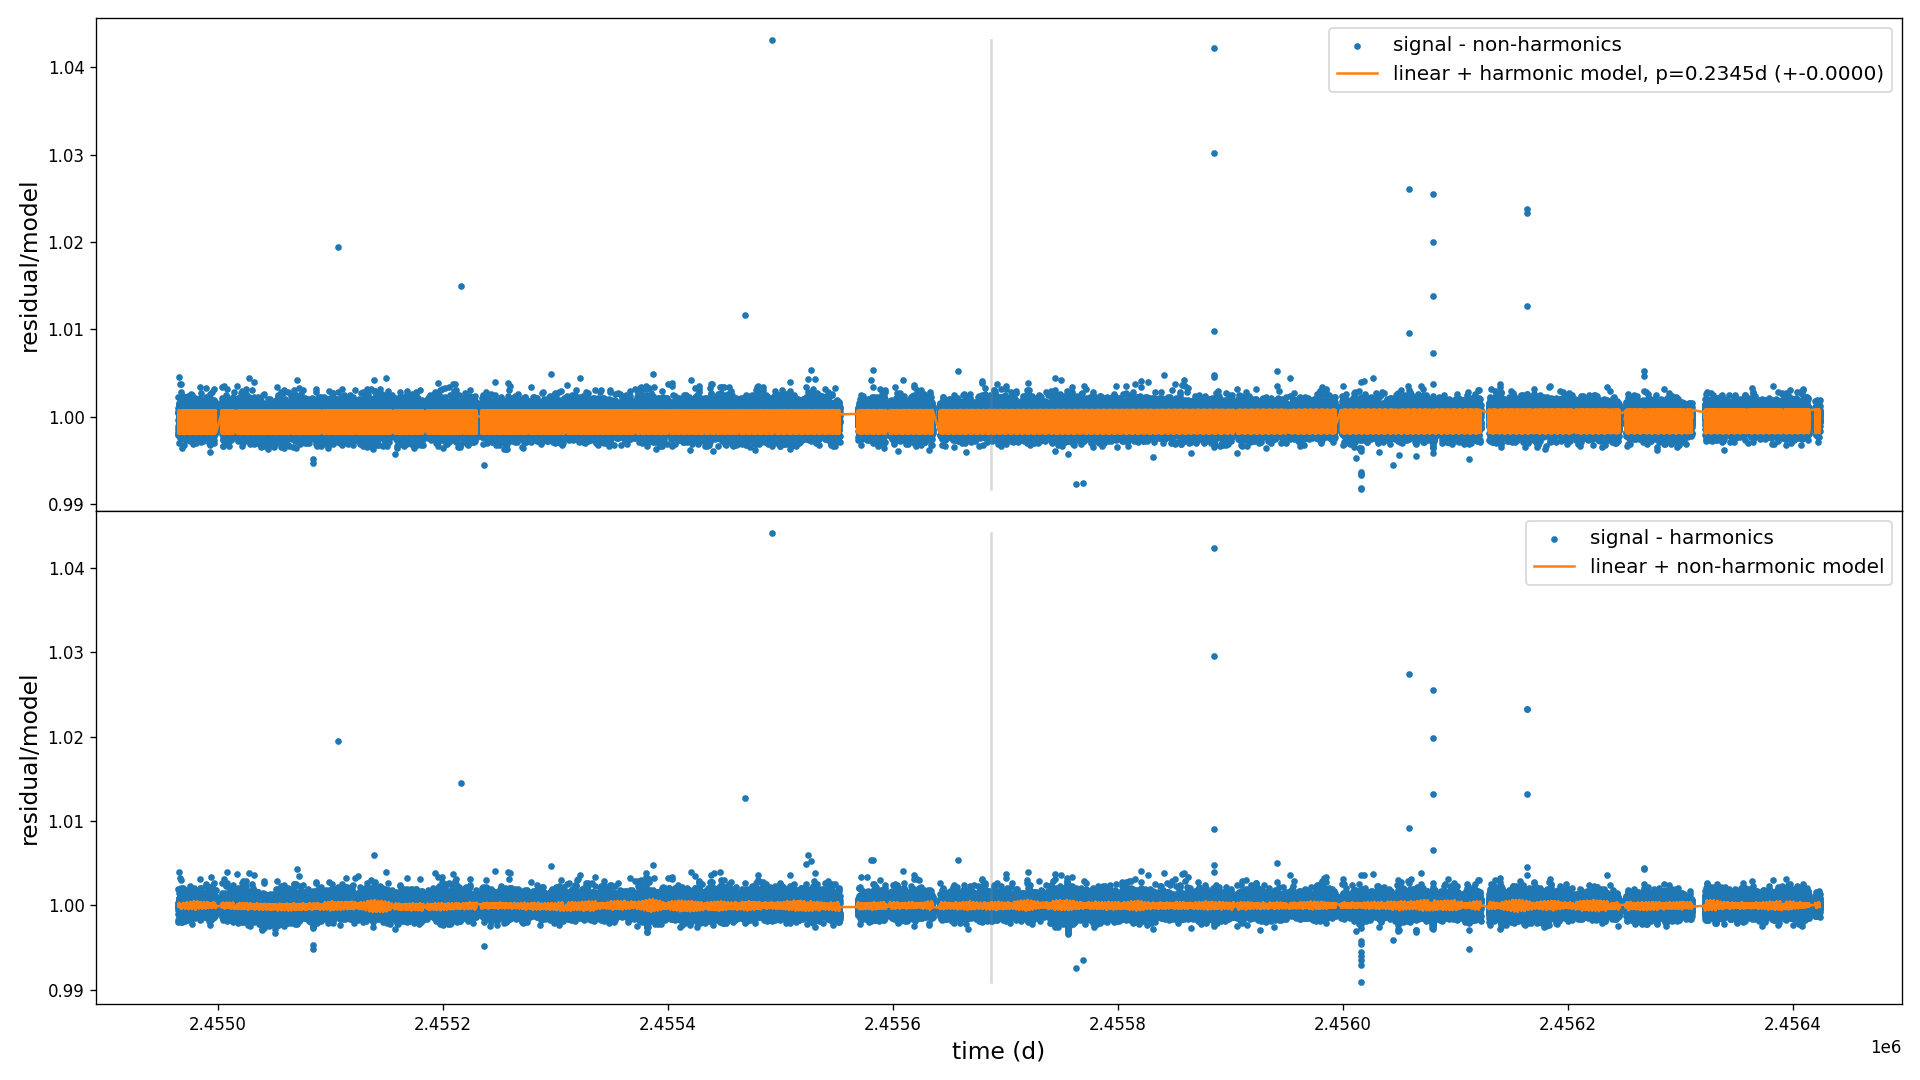 signal - non-harmonics
linear + harmonic model, p=0.2345d (+-0.0000)
residual/model
1.04
1.03
1.02
1.01
1.00
0.99
signal - harmonics
linear + non-harmonic model
residual/model
1.04
1.03
1.02
1.01
1.00
0.99
2.4550 2.4552 2.4554 2.4556 2.4558 2.4560 2.4562 2.4564
1e6
time (d)